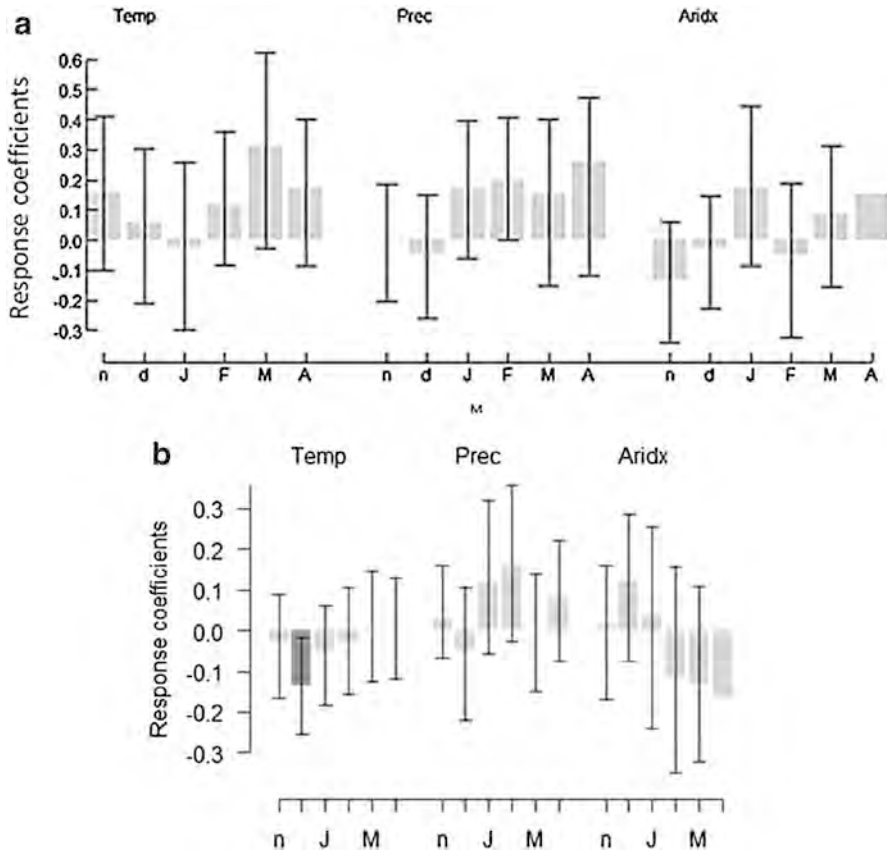 a
Temp Prec Aridx
Response coefficients
0.6
0.5
0.4
0.3
0.2
0.1
0.0
-0.1
-0.2
-0.3
n d J F M A n d J F M A n d J F M A
M
b
Temp Prec Aridx
Response coefficients
0.3
0.2
0.1
0.0
-0.1
-0.2
-0.3
n J M n J M n J M